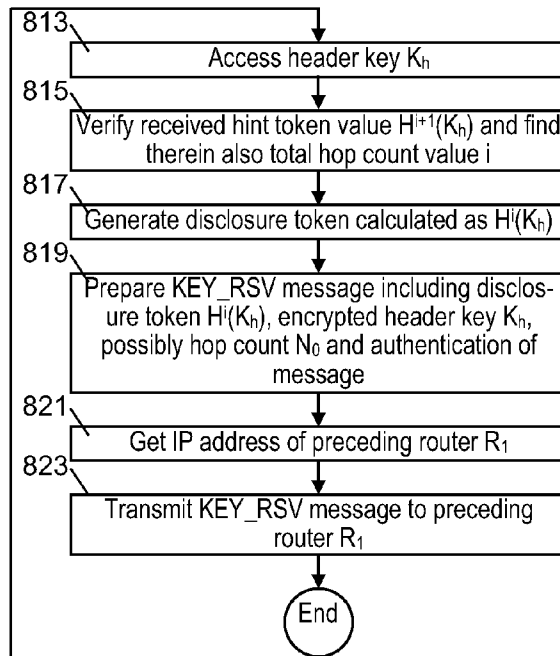 813
Access header key Kₕ
815
Verify received hint token value Hⁱ⁺¹(Kₕ) and find
therein also total hop count value i
817
Generate disclosure token calculated as Hⁱ(Kₕ)
819
Prepare KEY_RSV message including disclos-
ure token Hⁱ(Kₕ), encrypted header key Kₕ,
possibly hop count N₀ and authentication of
message
821
Get IP address of preceding router R₁
823
Transmit KEY_RSV message to preceding
router R₁
End